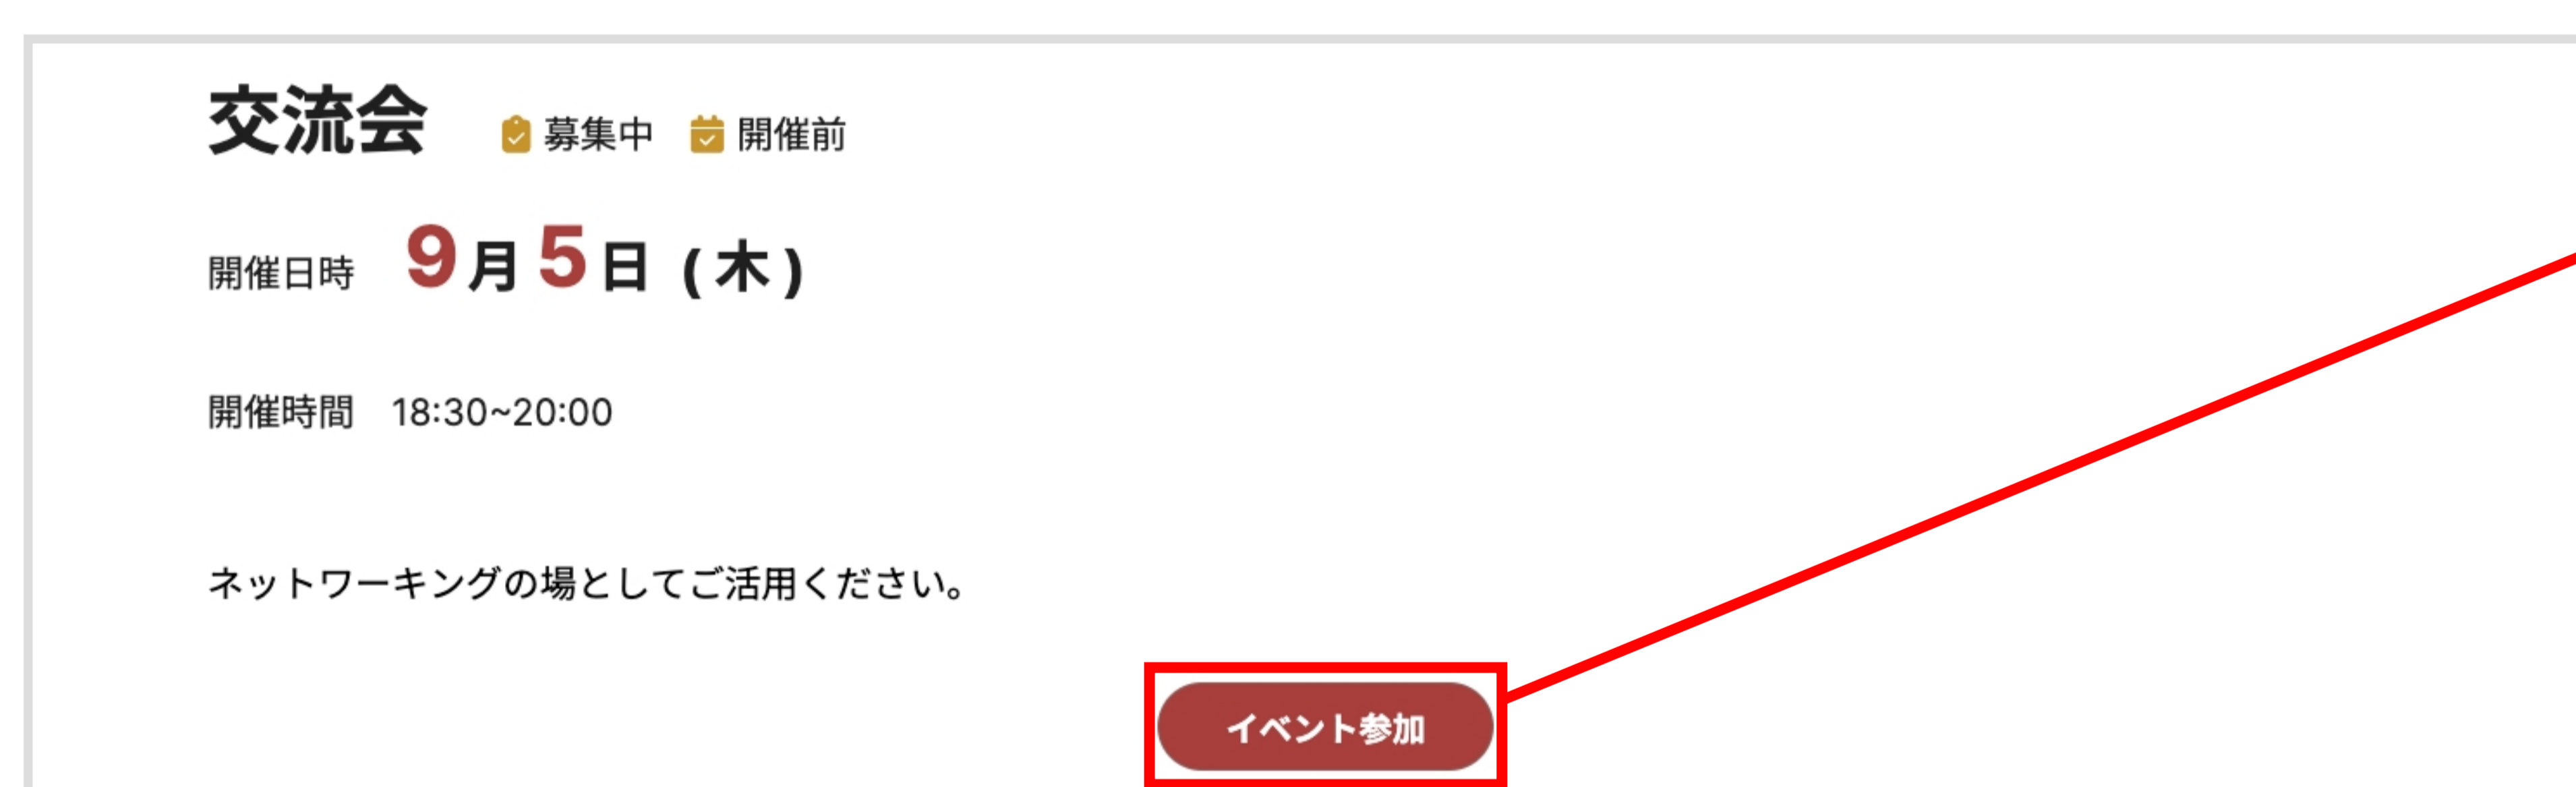 交流会 募集中 開催前
開催日時 9月5日 (木)
開催時間 18:30~20:00
ネットワーキングの場としてご活用ください。
イベント参加